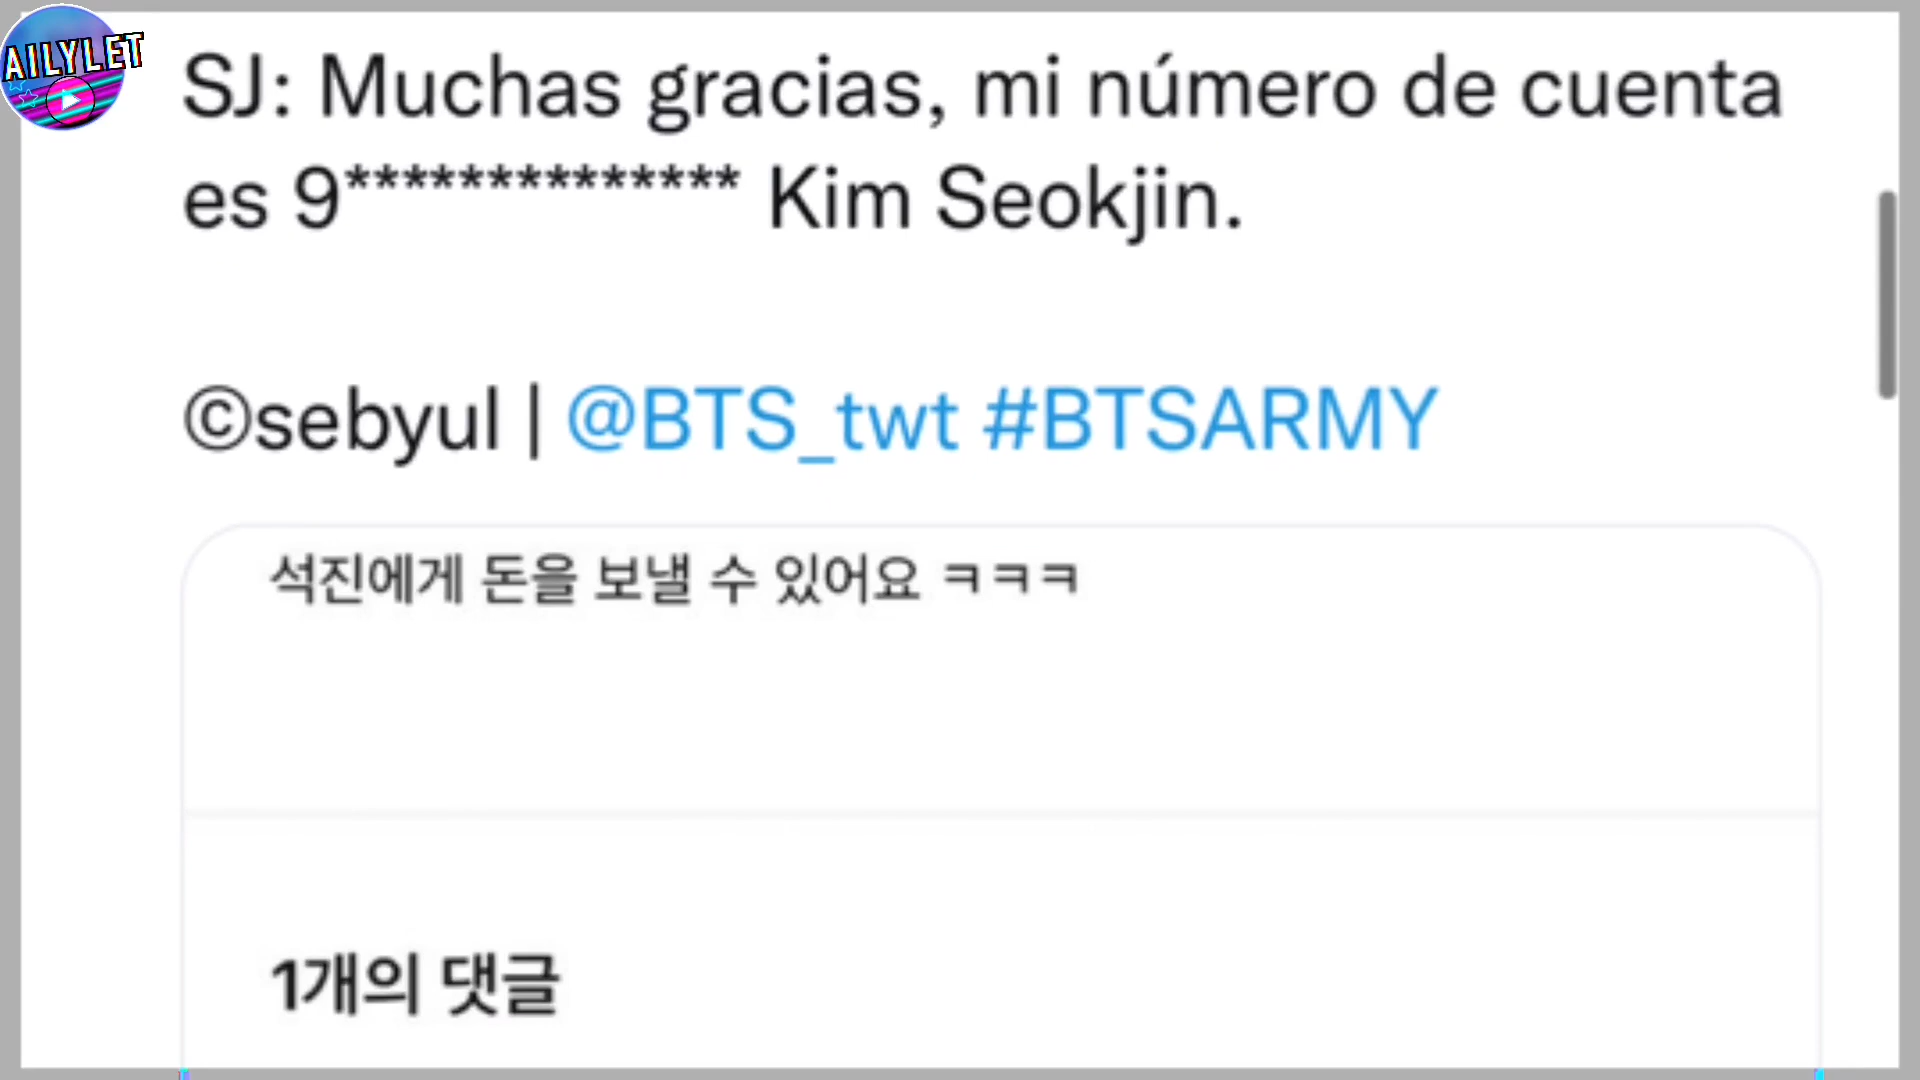 AILYLET
SJ: Muchas gracias, mi número de cuenta
es 9************** Kim Seokjin.
©sebyul | @BTS_twt #BTSARMY
석진에게 돈을 보낼 수 있어요 ㅋㅋㅋ
1개의 댓글